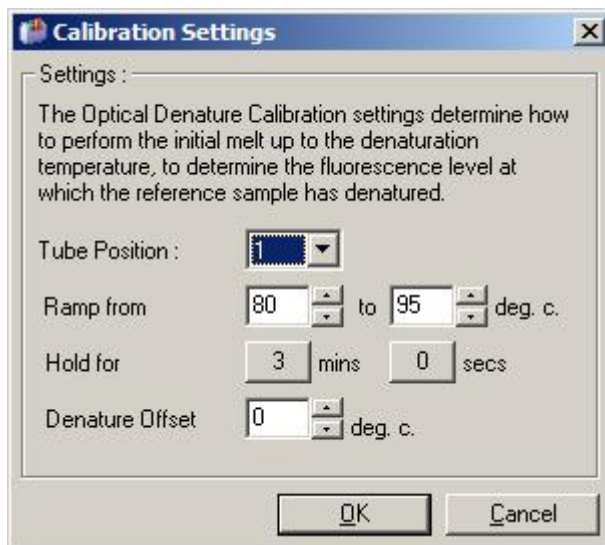 Calibration Settings
Settings :
The Optical Denature Calibration settings determine how
to perform the initial melt up to the denaturation
temperature, to determine the fluorescence level at
which the reference sample has denatured.
Tube Position : 1
Ramp from 80 to 95 deg. c.
Hold for 3 mins 0 secs
Denature Offset 0 deg. c.
OK Cancel